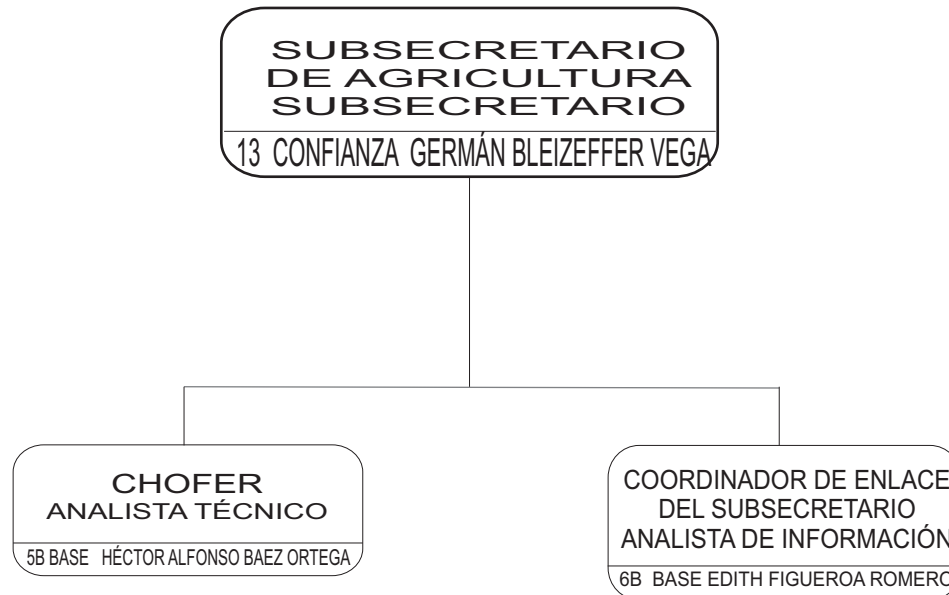 SUBSECRETARIO
DE AGRICULTURA
SUBSECRETARIO
13 CONFIANZA GERMÁN BLEIZEFFER VEGA
CHOFER
ANALISTA TÉCNICO
5B BASE HÉCTOR ALFONSO BAEZ ORTEGA
COORDINADOR DE ENLACE
DEL SUBSECRETARIO
ANALISTA DE INFORMACIÓN
6B BASE EDITH FIGUEROA ROMERO